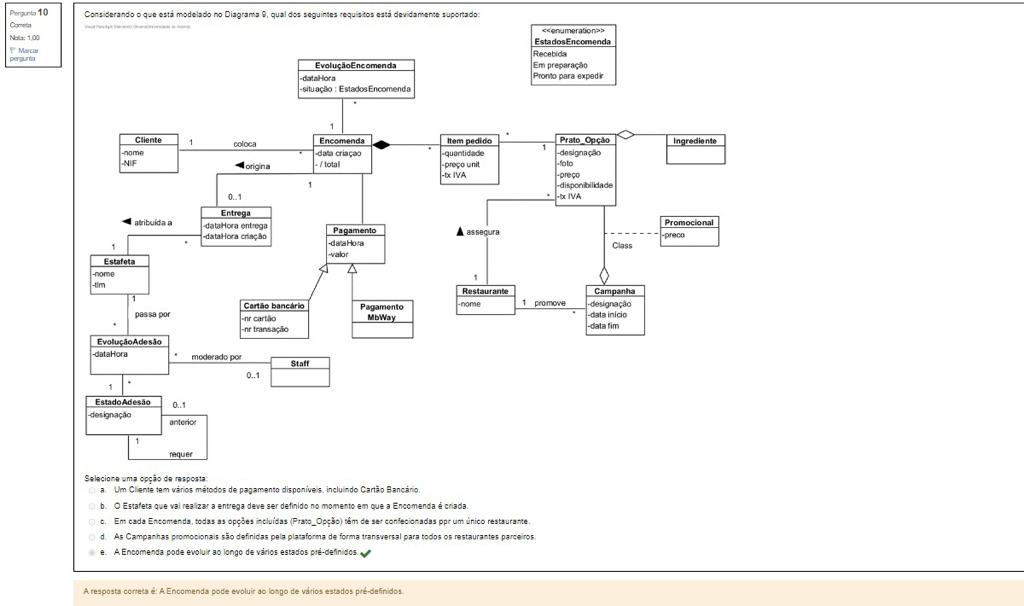 Pergunta 10
Correta
Nota: 1,00
Marcar
pergunta
Considerando o que está modelado no Diagrama 9, qual dos seguintes requisitos está devidamente suportado:
<<enumeration>>
EstadosEncomenda
Recebida
Em preparação
Pronto para expedir
EvoluçãoEncomenda
-dataHora
-situação : EstadosEncomenda
*
1
Cliente
-nome
-NIF
1
coloca
*
Encomenda
-data criaçao
- / total
*
Item pedido
-quantidade
-preço unit
-tx IVA
*
1
Prato_Opção
-designação
-foto
-preço
-disponibilidade
-tx IVA
Ingrediente
origina
1
0..1
Entrega
-dataHora entrega
-dataHora criação
atribuída a
*
1
Pagamento
-dataHora
-valor
*
assegura
1
Class
Promocional
-preco
Estafeta
-nome
-tlm
Restaurante
-nome
1 promove
*
Campanha
-designação
-data início
-data fim
Cartão bancário
-nr cartão
-nr transação
Pagamento
MbWay
1
passa por
*
EvoluçãoAdesão
-dataHora
*
moderado por
0..1
Staff
1
*
EstadoAdesão
-designação
0..1
anterior
1
requer
Selecione uma opção de resposta:
a. Um Cliente tem vários métodos de pagamento disponíveis, incluindo Cartão Bancário.
b. O Estafeta que vai realizar a entrega deve ser definido no momento em que a Encomenda é criada.
c. Em cada Encomenda, todas as opções incluídas (Prato_Opção) têm de ser confecionadas ppr um único restaurante.
d. As Campanhas promocionais são definidas pela plataforma de forma transversal para todos os restaurantes parceiros.
e. A Encomenda pode evoluir ao longo de vários estados pré-definidos.
A resposta correta é: A Encomenda pode evoluir ao longo de vários estados pré-definidos.